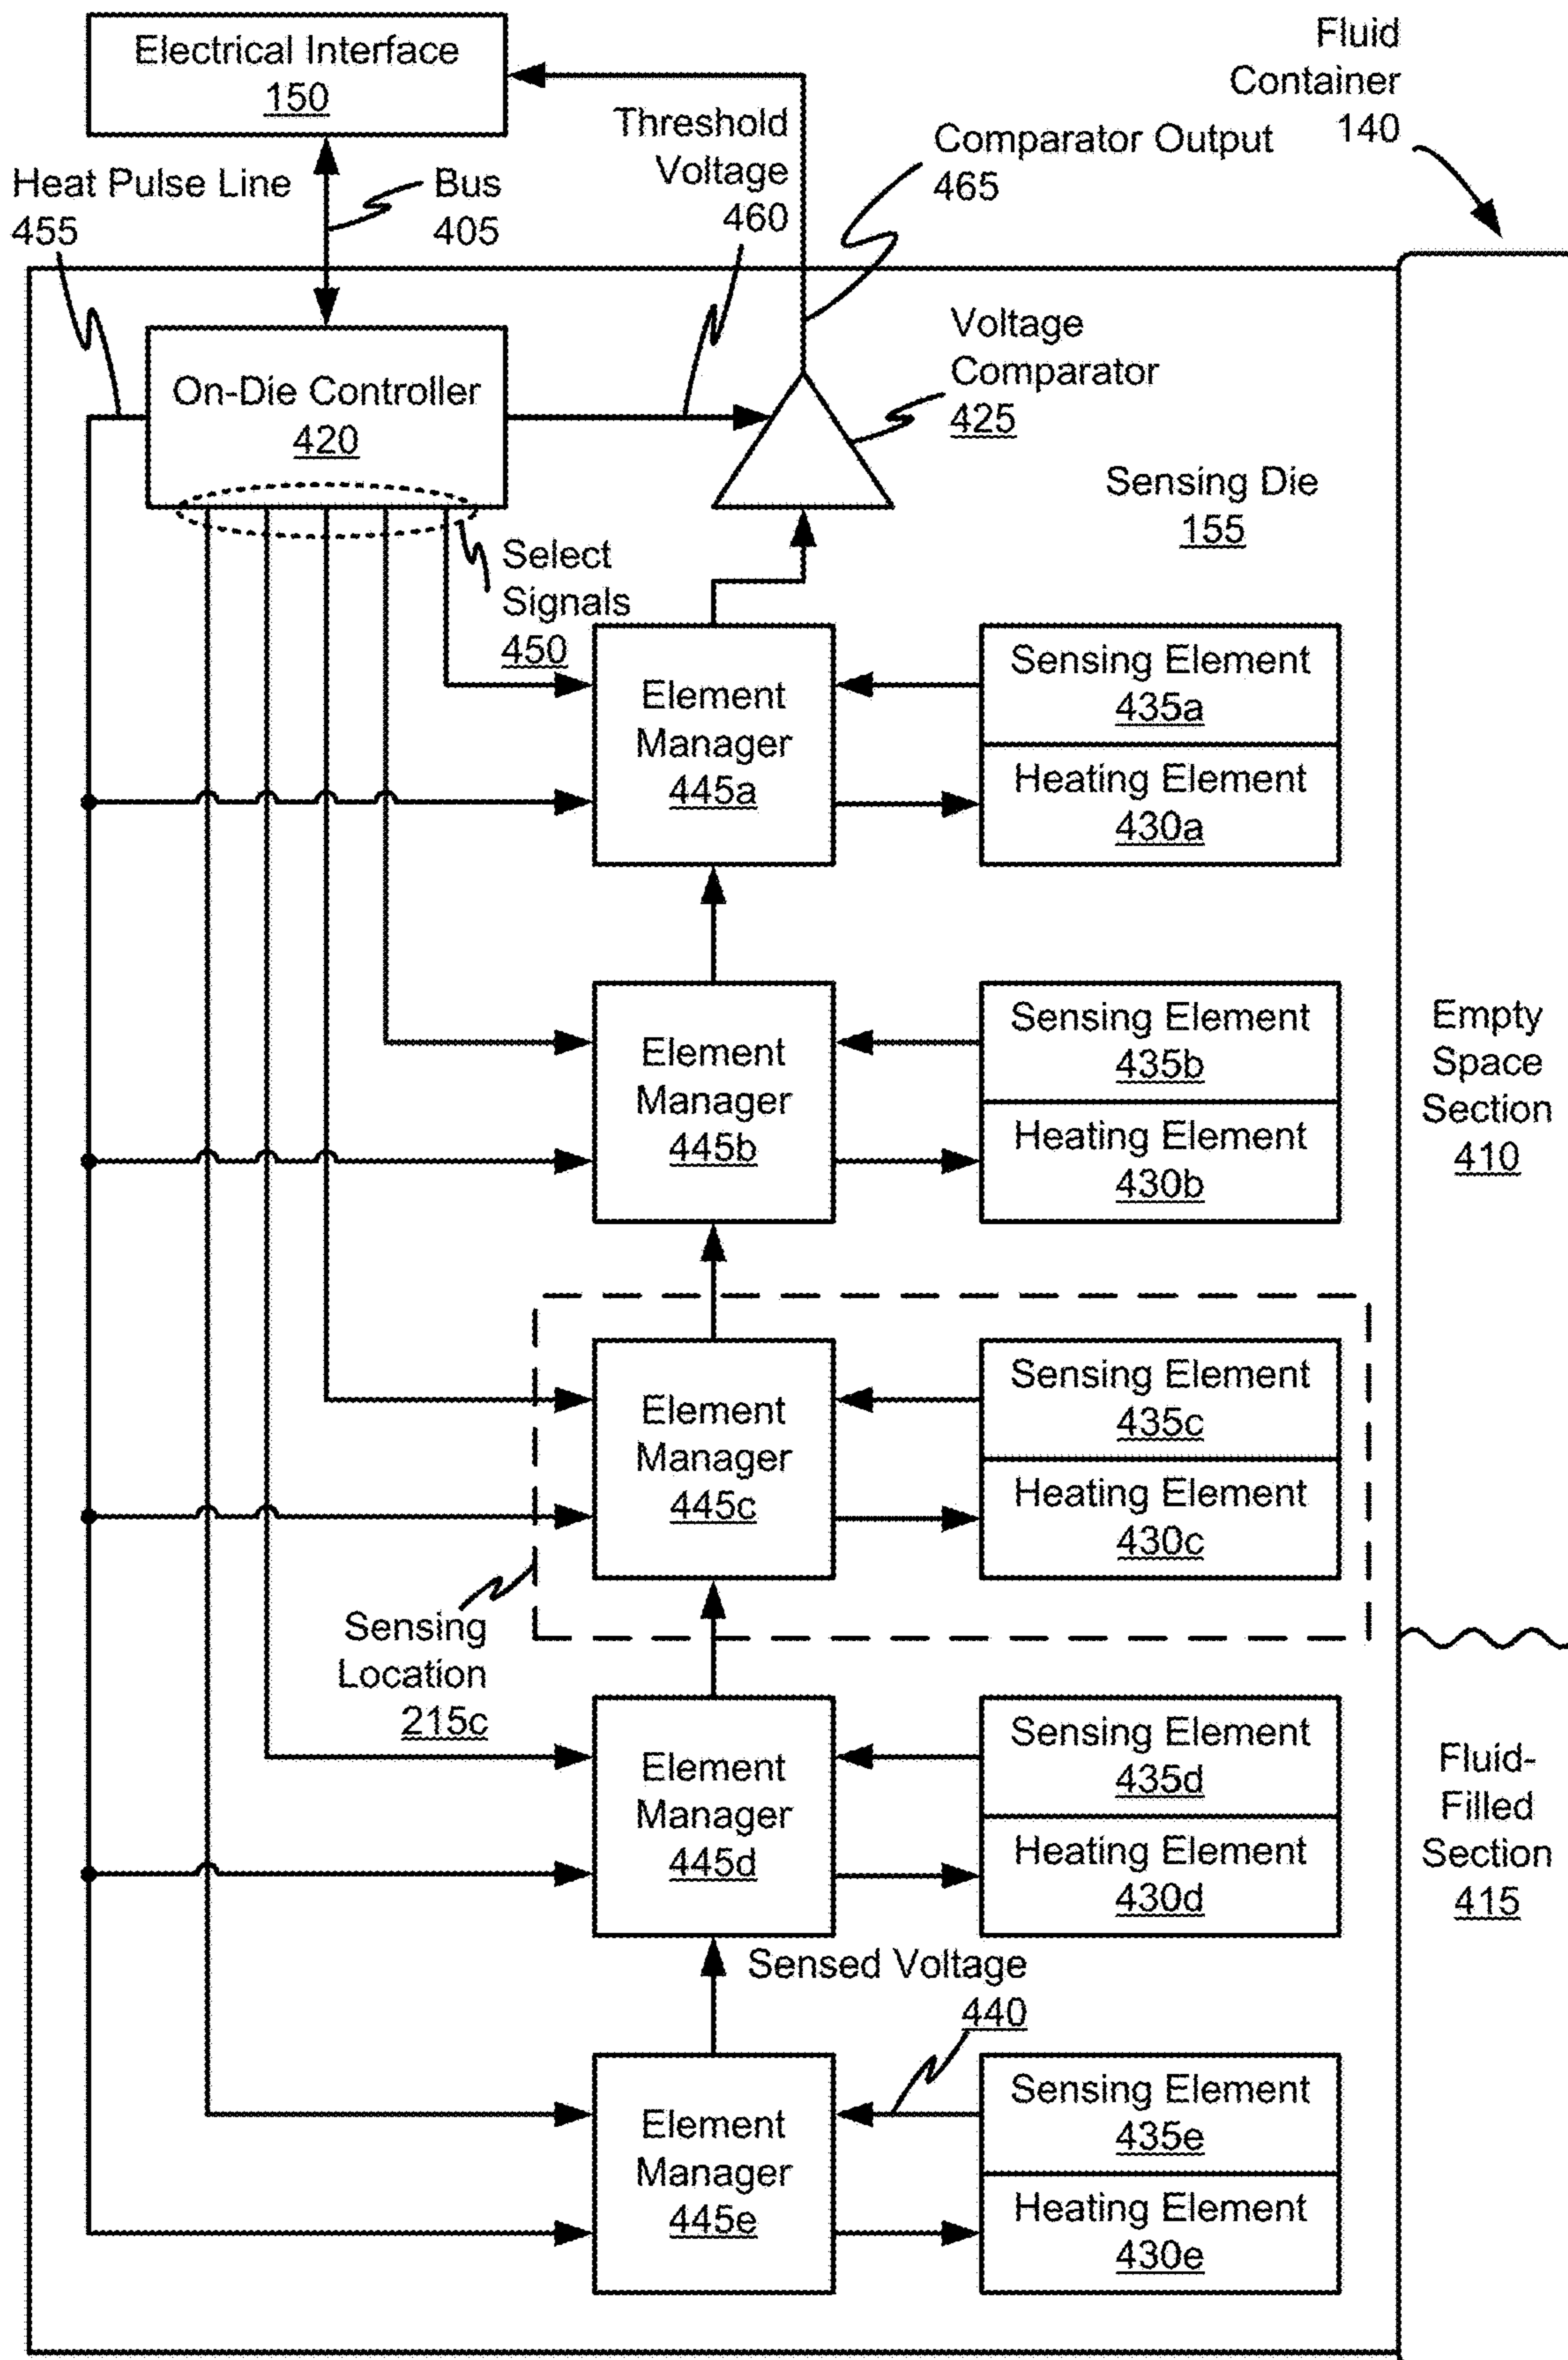 Electrical Interface
150
Fluid
Container
140
Threshold
Voltage
460
Comparator Output
465
Heat Pulse Line
455
Bus
405
On-Die Controller
420
Voltage
Comparator
425
Sensing Die
155
Select
Signals
450
Element
Manager
445a
Sensing Element
435a
Heating Element
430a
Element
Manager
445b
Sensing Element
435b
Heating Element
430b
Empty
Space
Section
410
Element
Manager
445c
Sensing Element
435c
Heating Element
430c
Sensing
Location
215c
Element
Manager
445d
Sensing Element
435d
Heating Element
430d
Fluid-
Filled
Section
415
Sensed Voltage
440
Element
Manager
445e
Sensing Element
435e
Heating Element
430e